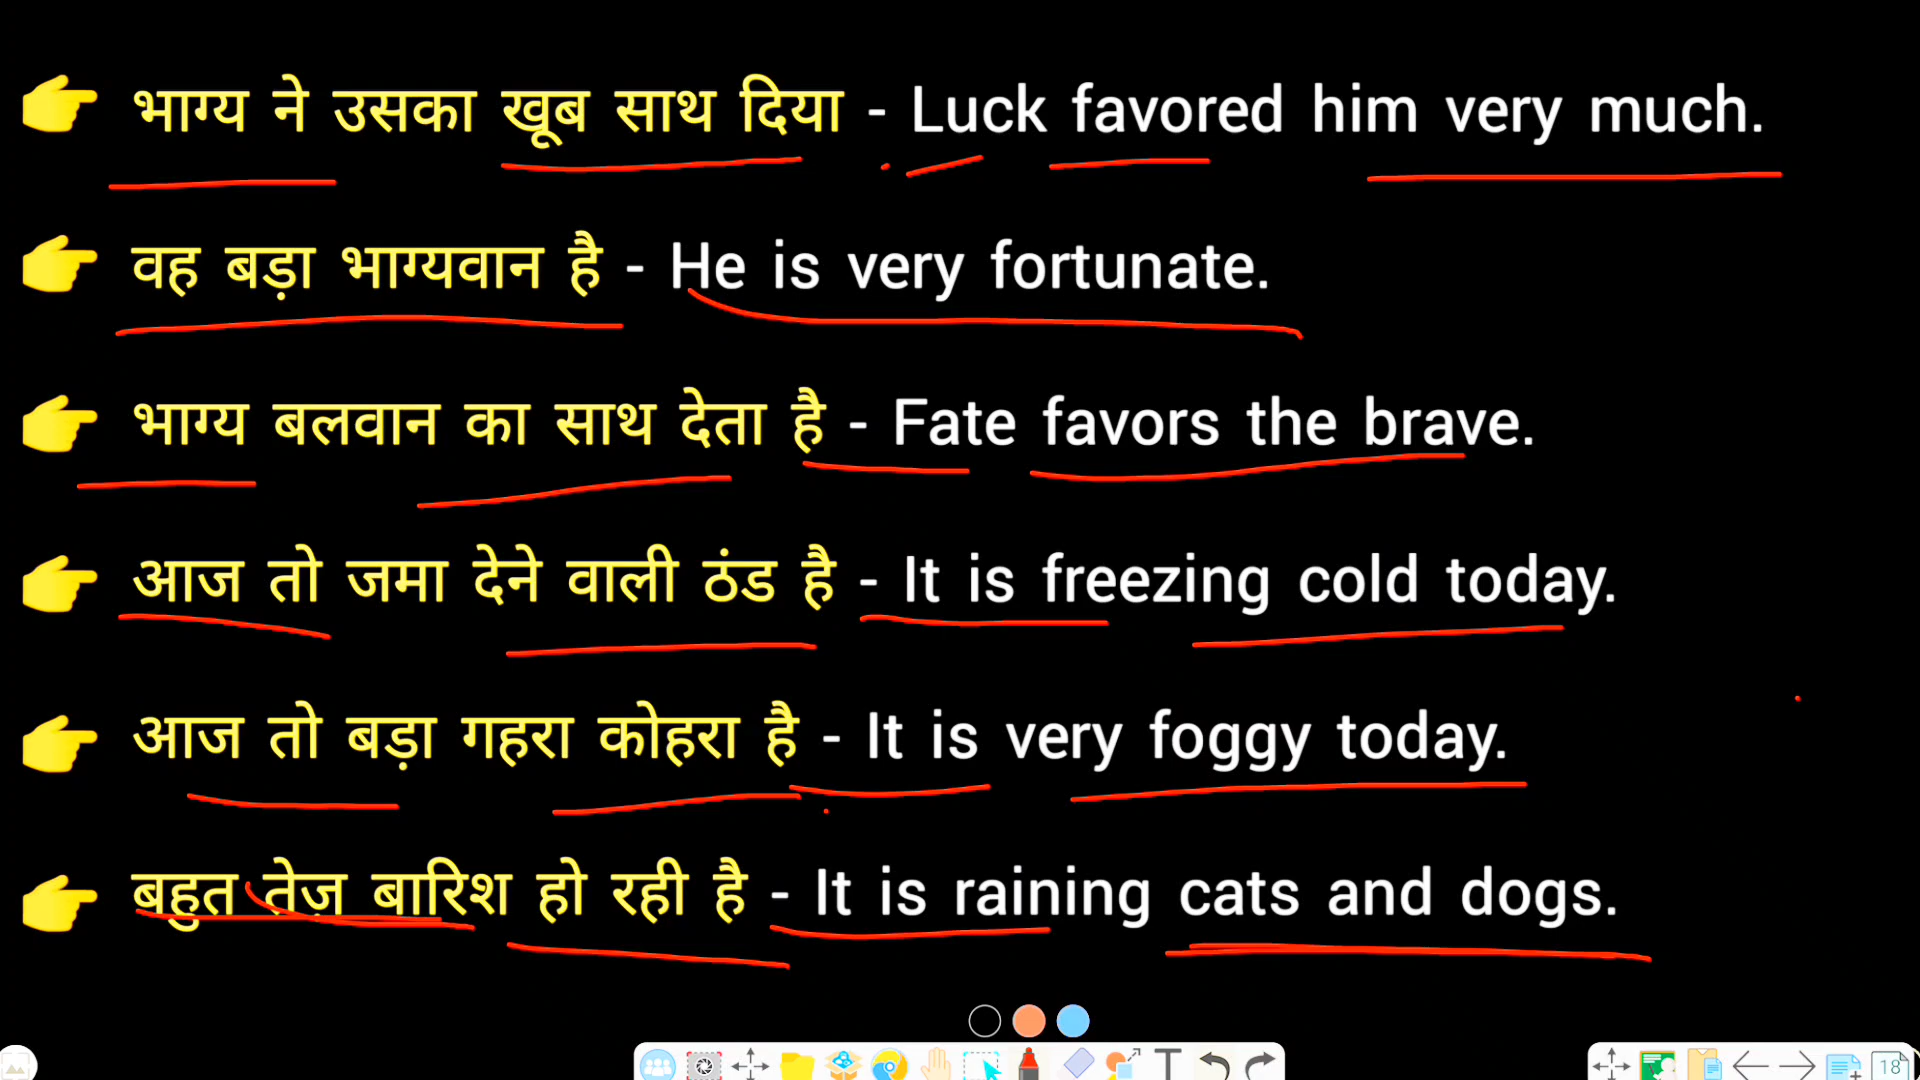 भाग्य ने उसका खूब साथ दिया - Luck favored him very much.
वह बड़ा भाग्यवान है - He is very fortunate.
भाग्य बलवान का साथ देता है - Fate favors the brave.
आज तो जमा देने वाली ठंड है - It is freezing cold today.
आज तो बड़ा गहरा कोहरा है - It is very foggy today.
बहुत तेज़ बारिश हो रही है - It is raining cats and dogs.
18